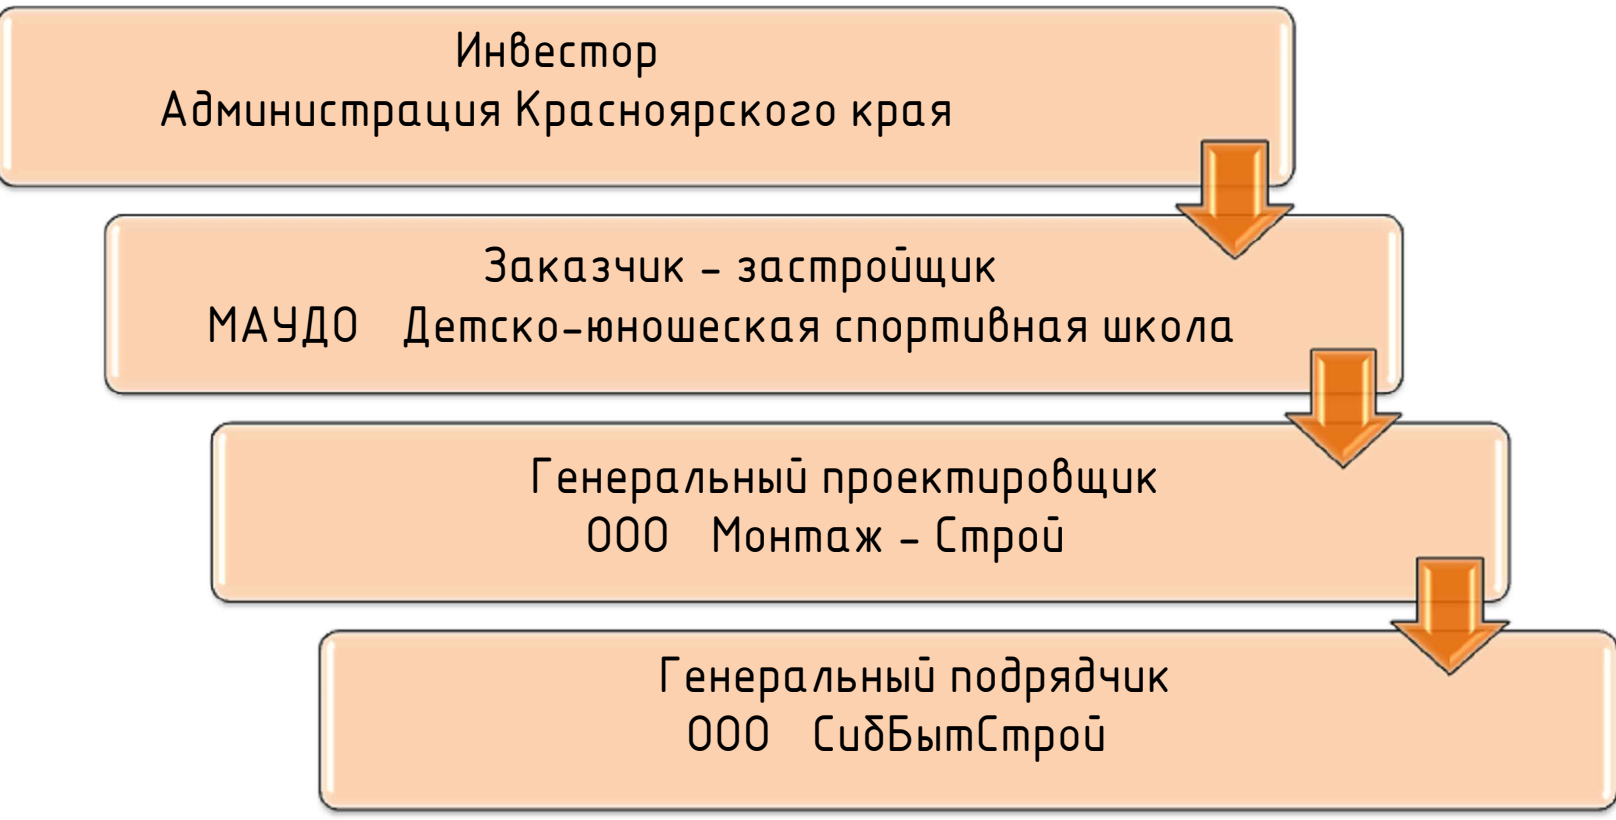 Инвестор
Администрация Красноярского края
Заказчик - застройщик
МАУДО Детско-юношеская спортивная школа
Генеральный проектировщик
ООО Монтаж - Строй
Генеральный подрядчик
ООО СибБытСтрой